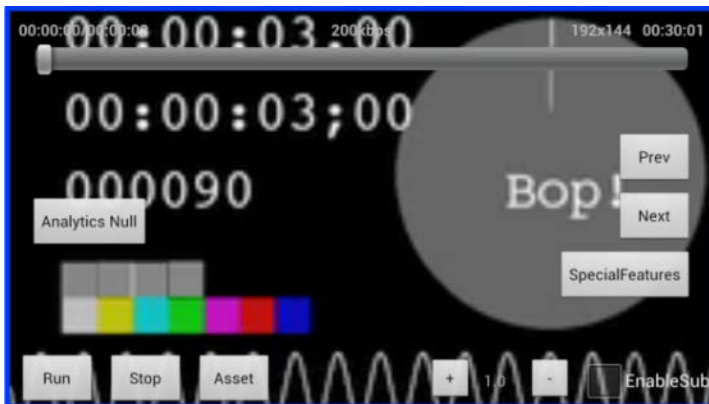 00:00:00/00:00:08 200kbps 192x144 00:30:01
00:00:03.00
00:00:03;00
Prev
000090 Bop!
Analytics Null Next
SpecialFeatures
Run Stop Asset + 1.0 - EnableSub